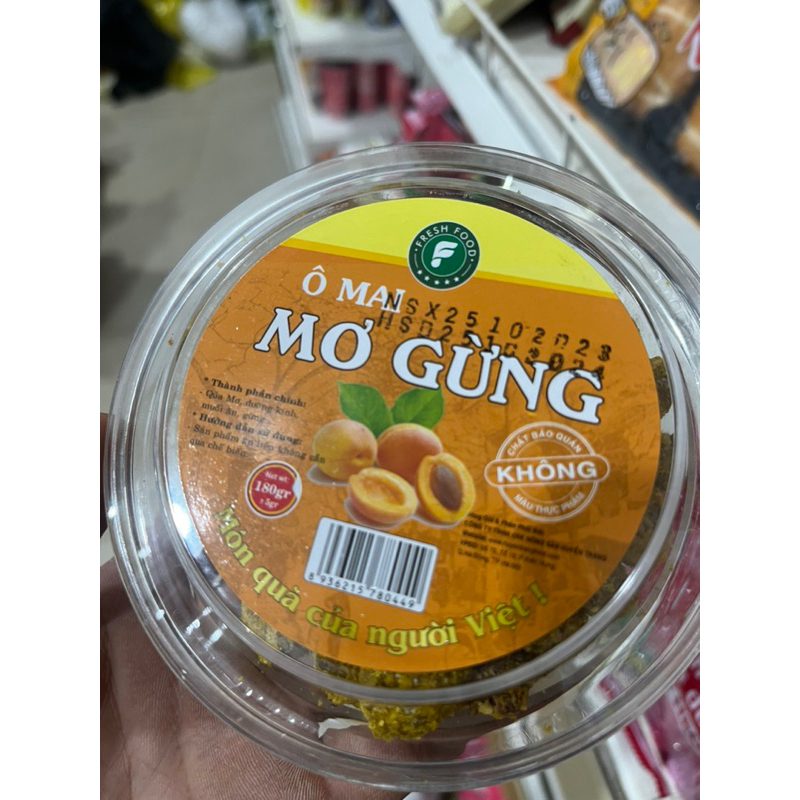 FRESH FOOD
F
Ô MAI
NSX25102023
HSD25102024
MƠ GỪNG
• Thành phần chính:
- Qủa Mơ, đường kính,
muối ăn, gừng
• Hướng dẫn sử dụng:
- Sản phẩm ăn liền không cần
qua chế biến
Net wt:
180gr
± 5gr
CHẤT BẢO QUẢN
KHÔNG
MÀU THỰC PHẨM
8 936215 780449
Món quà của người Việt !